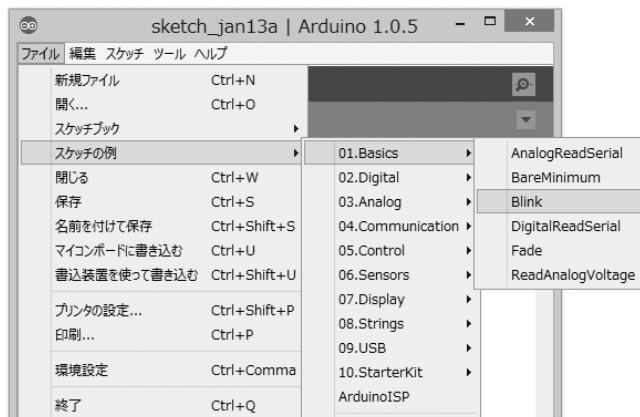 sketch_jan13a | Arduino 1.0.5
ファイル 編集 スケッチ ツール ヘルプ
新規ファイル Ctrl+N
開く... Ctrl+O
スケッチブック
スケッチの例
閉じる Ctrl+W
保存 Ctrl+S
名前を付けて保存 Ctrl+Shift+S
マイコンボードに書き込む Ctrl+U
書込装置を使って書き込む Ctrl+Shift+U
プリンタの設定... Ctrl+Shift+P
印刷... Ctrl+P
環境設定 Ctrl+Comma
終了 Ctrl+Q
01.Basics
02.Digital
03.Analog
04.Communication
05.Control
06.Sensors
07.Display
08.Strings
09.USB
10.StarterKit
ArduinoISP
AnalogReadSerial
BareMinimum
Blink
DigitalReadSerial
Fade
ReadAnalogVoltage